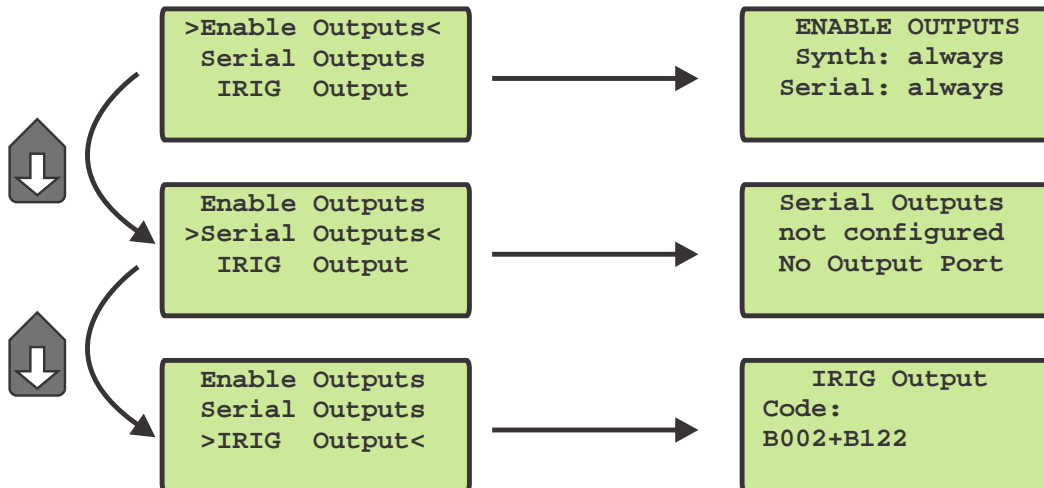 >Enable Outputs<
Serial Outputs
IRIG Output
ENABLE OUTPUTS
Synth: always
Serial: always
Enable Outputs
>Serial Outputs<
IRIG Output
Serial Outputs
not configured
No Output Port
Enable Outputs
Serial Outputs
>IRIG Output<
IRIG Output
Code:
B002+B122